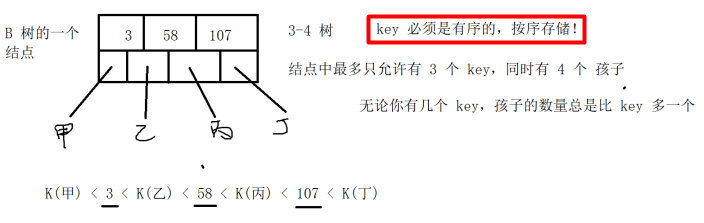 B 树的一个
结点
3 58 107
3-4 树
key 必须是有序的，按序存储！
结点中最多只允许有 3 个 key，同时有 4 个 孩子
无论你有几个 key，孩子的数量总是比 key 多一个
甲 乙 丙 丁
K(甲) < 3 < K(乙) < 58 < K(丙) < 107 < K(丁)